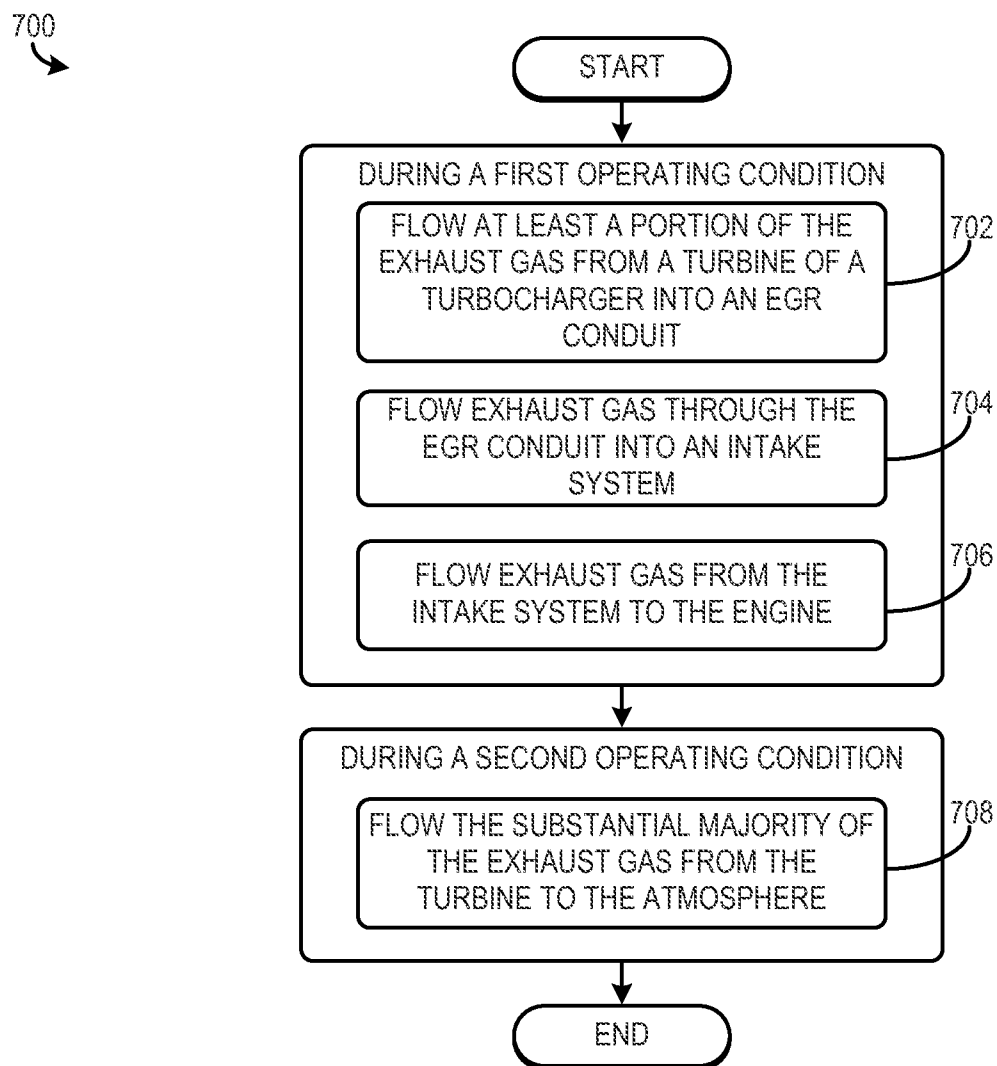 700
START
DURING A FIRST OPERATING CONDITION
FLOW AT LEAST A PORTION OF THE
EXHAUST GAS FROM A TURBINE OF A
TURBOCHARGER INTO AN EGR
CONDUIT
702
FLOW EXHAUST GAS THROUGH THE
EGR CONDUIT INTO AN INTAKE
SYSTEM
704
FLOW EXHAUST GAS FROM THE
INTAKE SYSTEM TO THE ENGINE
706
DURING A SECOND OPERATING CONDITION
FLOW THE SUBSTANTIAL MAJORITY OF
THE EXHAUST GAS FROM THE
TURBINE TO THE ATMOSPHERE
708
END